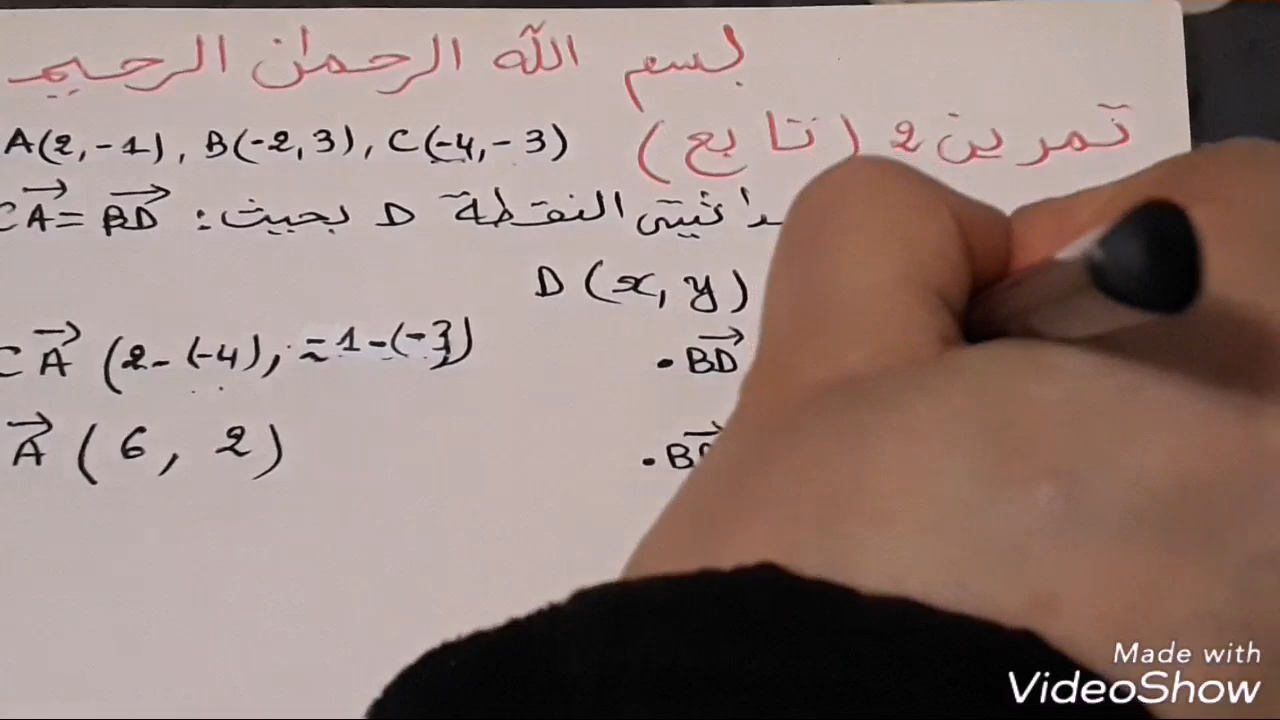 بسم الله الرحمان الرحيم
تمرين 2 (تابع)
A(2,-1), B(-2,3), C(-4,-3)
النقطة D بحيث: CA = BD
D (x, y)
CA (2-(-4), -1-(-3))
• BD
A (6, 2)
Made with
VideoShow